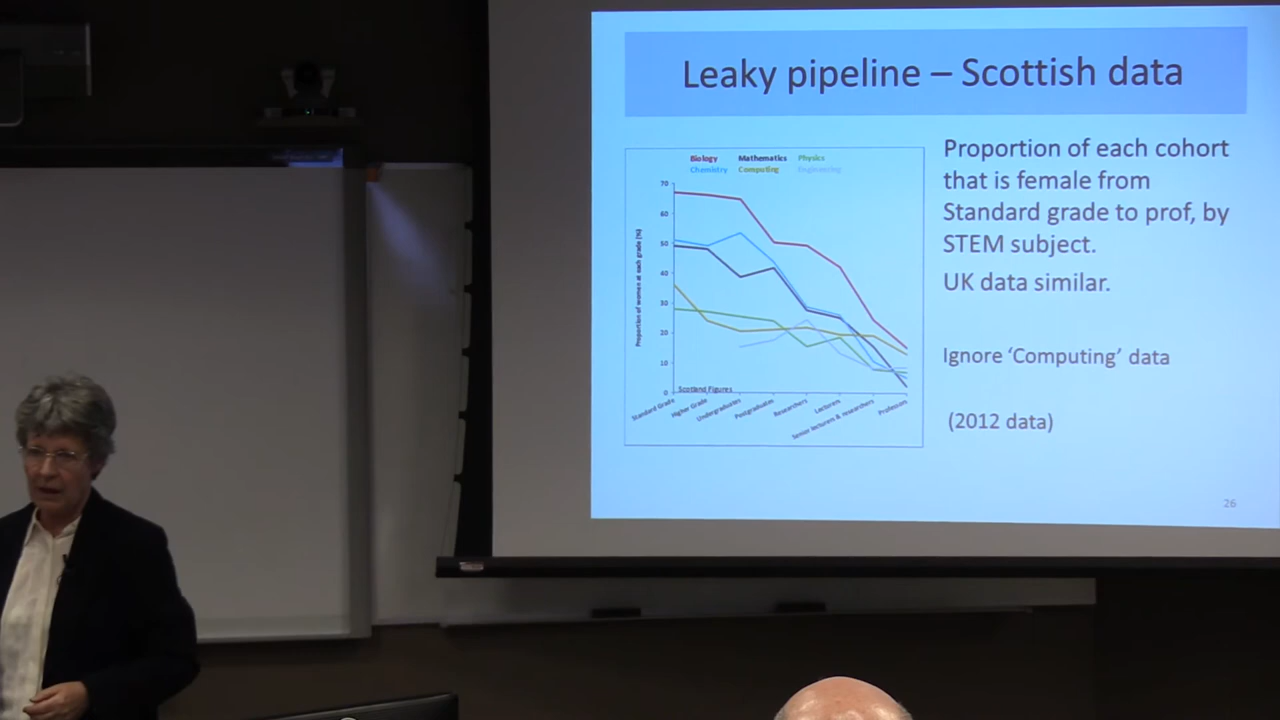 Leaky pipeline – Scottish data
Biology Mathematics Physics
Chemistry Computing Engineering
70
60
50
40
30
20
10
0
Proportion of women at each grade (%)
Scotland Figures
Standard Grade
Higher Grade
Undergraduates
Postgraduates
Researchers
Lecturers
Senior lecturers & researchers
Professors
Proportion of each cohort
that is female from
Standard grade to prof, by
STEM subject.
UK data similar.
Ignore ‘Computing’ data
(2012 data)
26